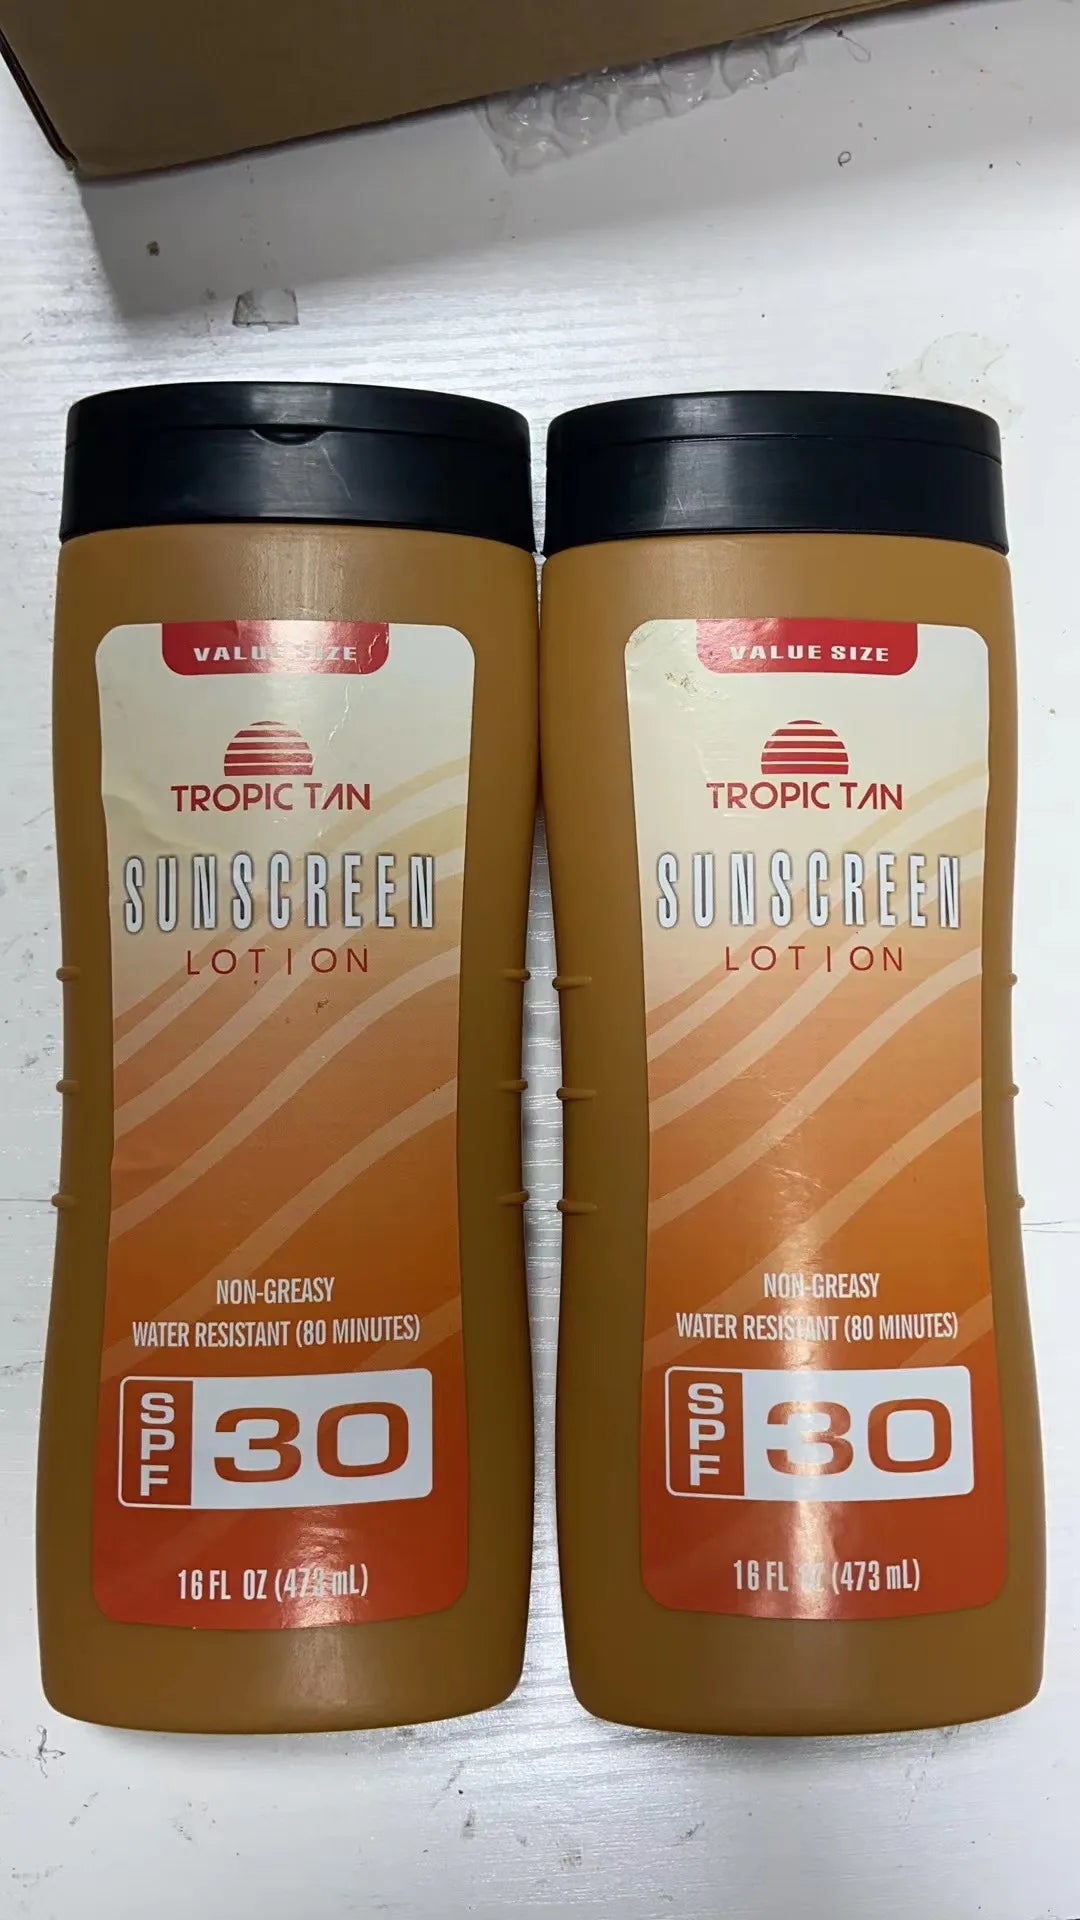 VALUE SIZE
TROPIC TAN
SUNSCREEN
LOTION
NON-GREASY
WATER RESISTANT (80 MINUTES)
SPF
30
16 FL OZ (473 mL)
VALUE SIZE
TROPIC TAN
SUNSCREEN
LOTION
NON-GREASY
WATER RESISTANT (80 MINUTES)
SPF
30
16 FL OZ (473 mL)